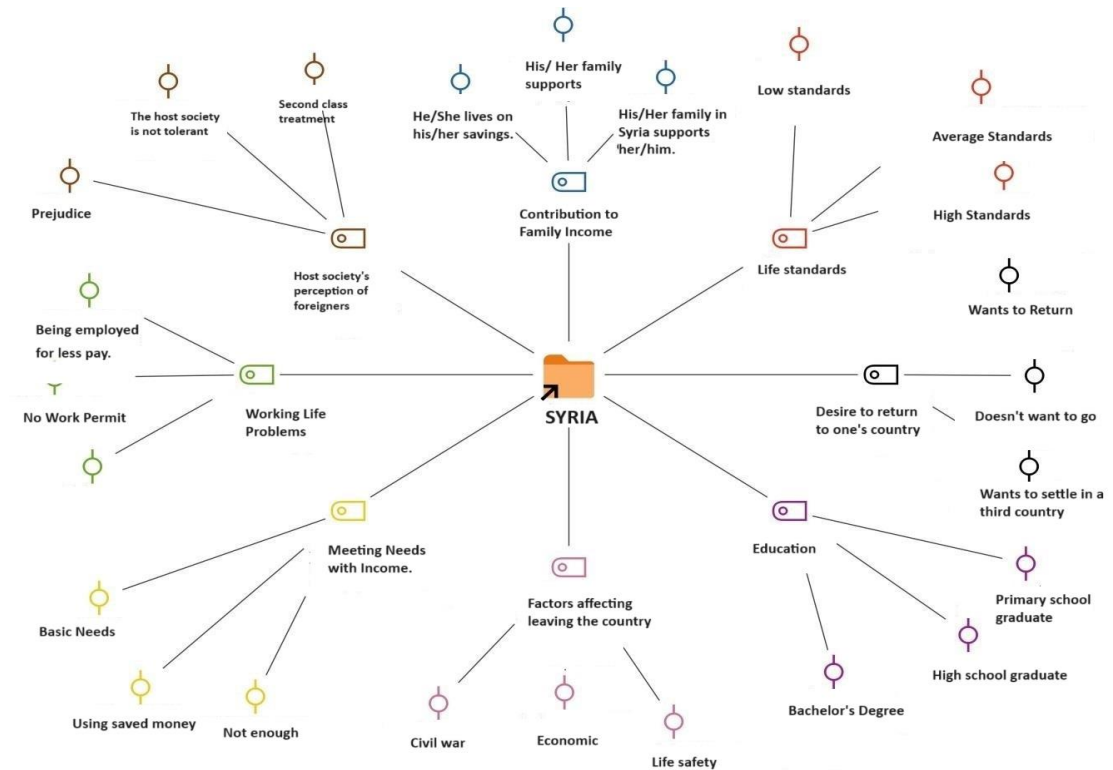 His/ Her family
supports
Second class
treatment
The host society
is not tolerant
He/She lives on
his/her savings.
His/Her family in
Syria supports
her/him.
Low standards
Average Standards
High Standards
Prejudice
Contribution to
Family Income
Life standards
Host society's
perception of
foreigners
Wants to Return
Being employed
for less pay.
No Work Permit
Working Life
Problems
SYRIA
Desire to return
to one's country
Doesn't want to go
Wants to settle in a
third country
Meeting Needs
with Income.
Education
Factors affecting
leaving the country
Primary school
graduate
High school graduate
Bachelor's Degree
Basic Needs
Using saved money
Not enough
Civil war
Economic
Life safety